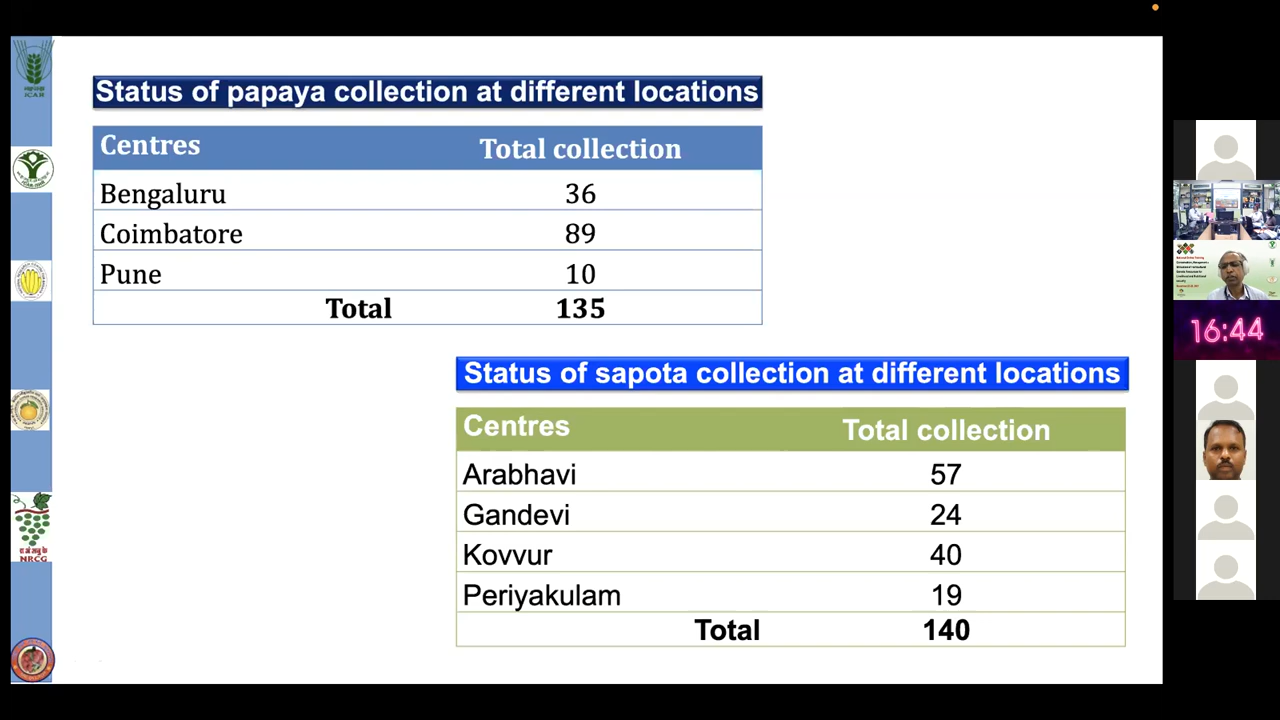 Status of papaya collection at different locations
Centres Total collection
Bengaluru 36
Coimbatore 89
Pune 10
Total 135
Status of sapota collection at different locations
Centres Total collection
Arabhavi 57
Gandevi 24
Kovvur 40
Periyakulam 19
Total 140
ICAR
NRCG
16:44